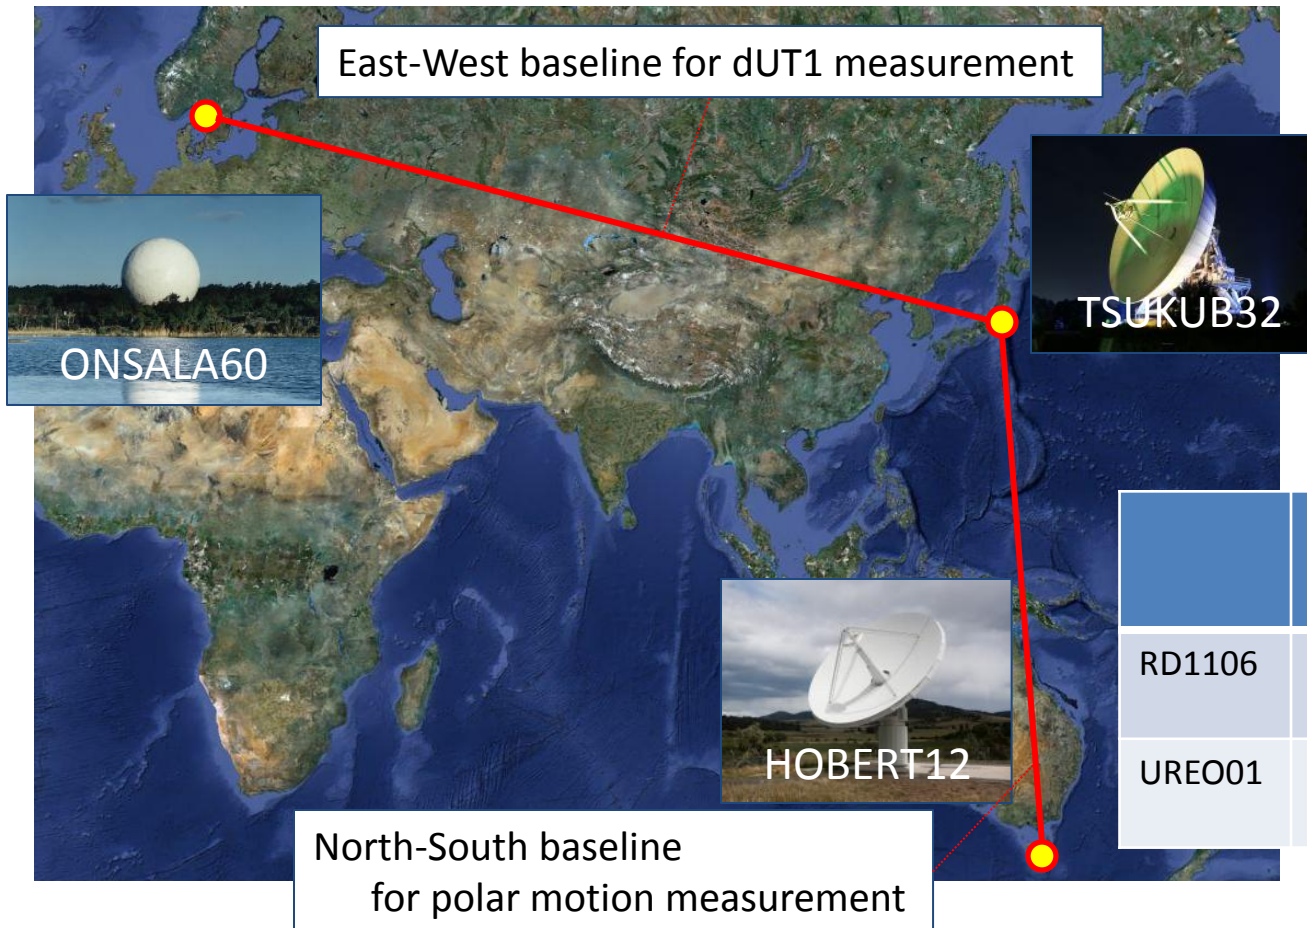 East-West baseline for dUT1 measurement
TSUKUB32
ONSALA60
HOBERT12
RD1106
UREO01
North-South baseline
for polar motion measurement